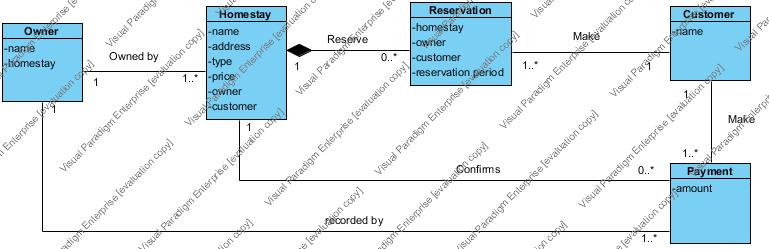 Owner
-name
-homestay
Owned by
1
1..*
1
Homestay
-name
-address
-type
-price
-owner
-customer
1
Reserve
0..*
1
Reservation
-homestay
-owner
-customer
-reservation period
Make
1..*
1
Customer
-name
1
Make
1..*
Confirms
0..*
Payment
-amount
recorded by
1..*
Visual Paradigm Enterprise [evaluation copy]